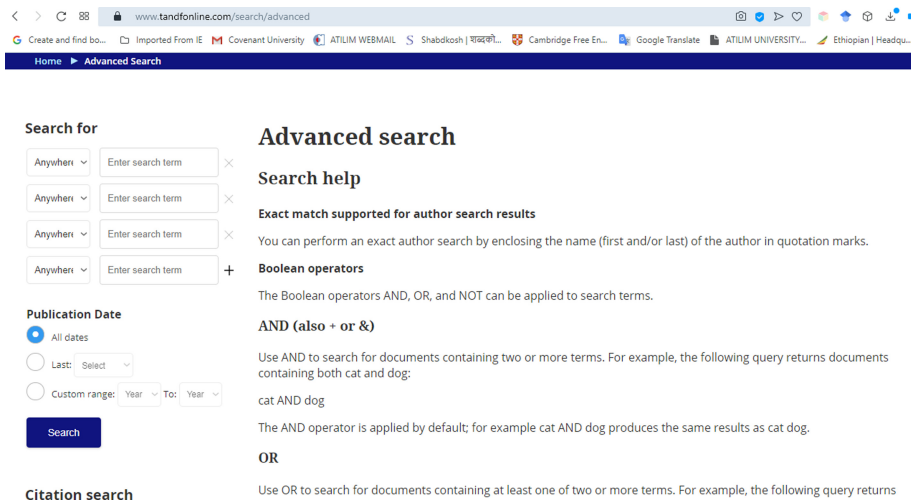 www.tandfonline.com/search/advanced
Create and find bo... Imported From IE Covenant University ATILIM WEBMAIL Shabdkosh | शब्दको... Cambridge Free En... Google Translate ATILIM UNIVERSITY... Ethiopian | Headqu...
Home Advanced Search
Search for
Anywhere Enter search term
Anywhere Enter search term
Anywhere Enter search term
Anywhere Enter search term
Publication Date
All dates
Last: Select
Custom range: Year To: Year
Search
Citation search
Advanced search
Search help
Exact match supported for author search results
You can perform an exact author search by enclosing the name (first and/or last) of the author in quotation marks.
Boolean operators
The Boolean operators AND, OR, and NOT can be applied to search terms.
AND (also + or &)
Use AND to search for documents containing two or more terms. For example, the following query returns documents
containing both cat and dog:
cat AND dog
The AND operator is applied by default; for example cat AND dog produces the same results as cat dog.
OR
Use OR to search for documents containing at least one of two or more terms. For example, the following query returns